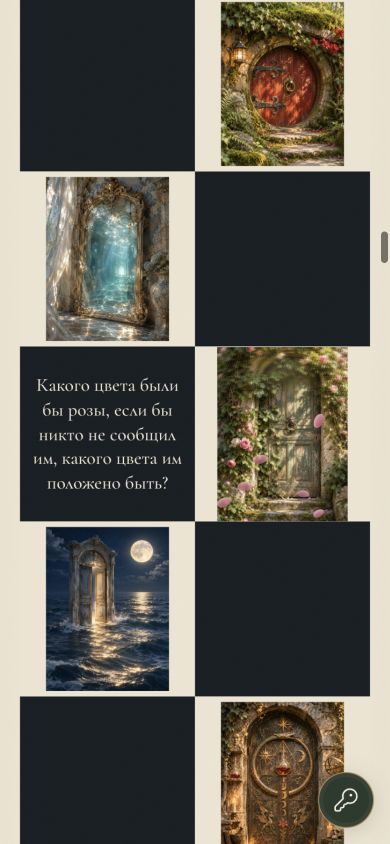 Какого цвета были
бы розы, если бы
никто не сообщил
им, какого цвета им
положено быть?